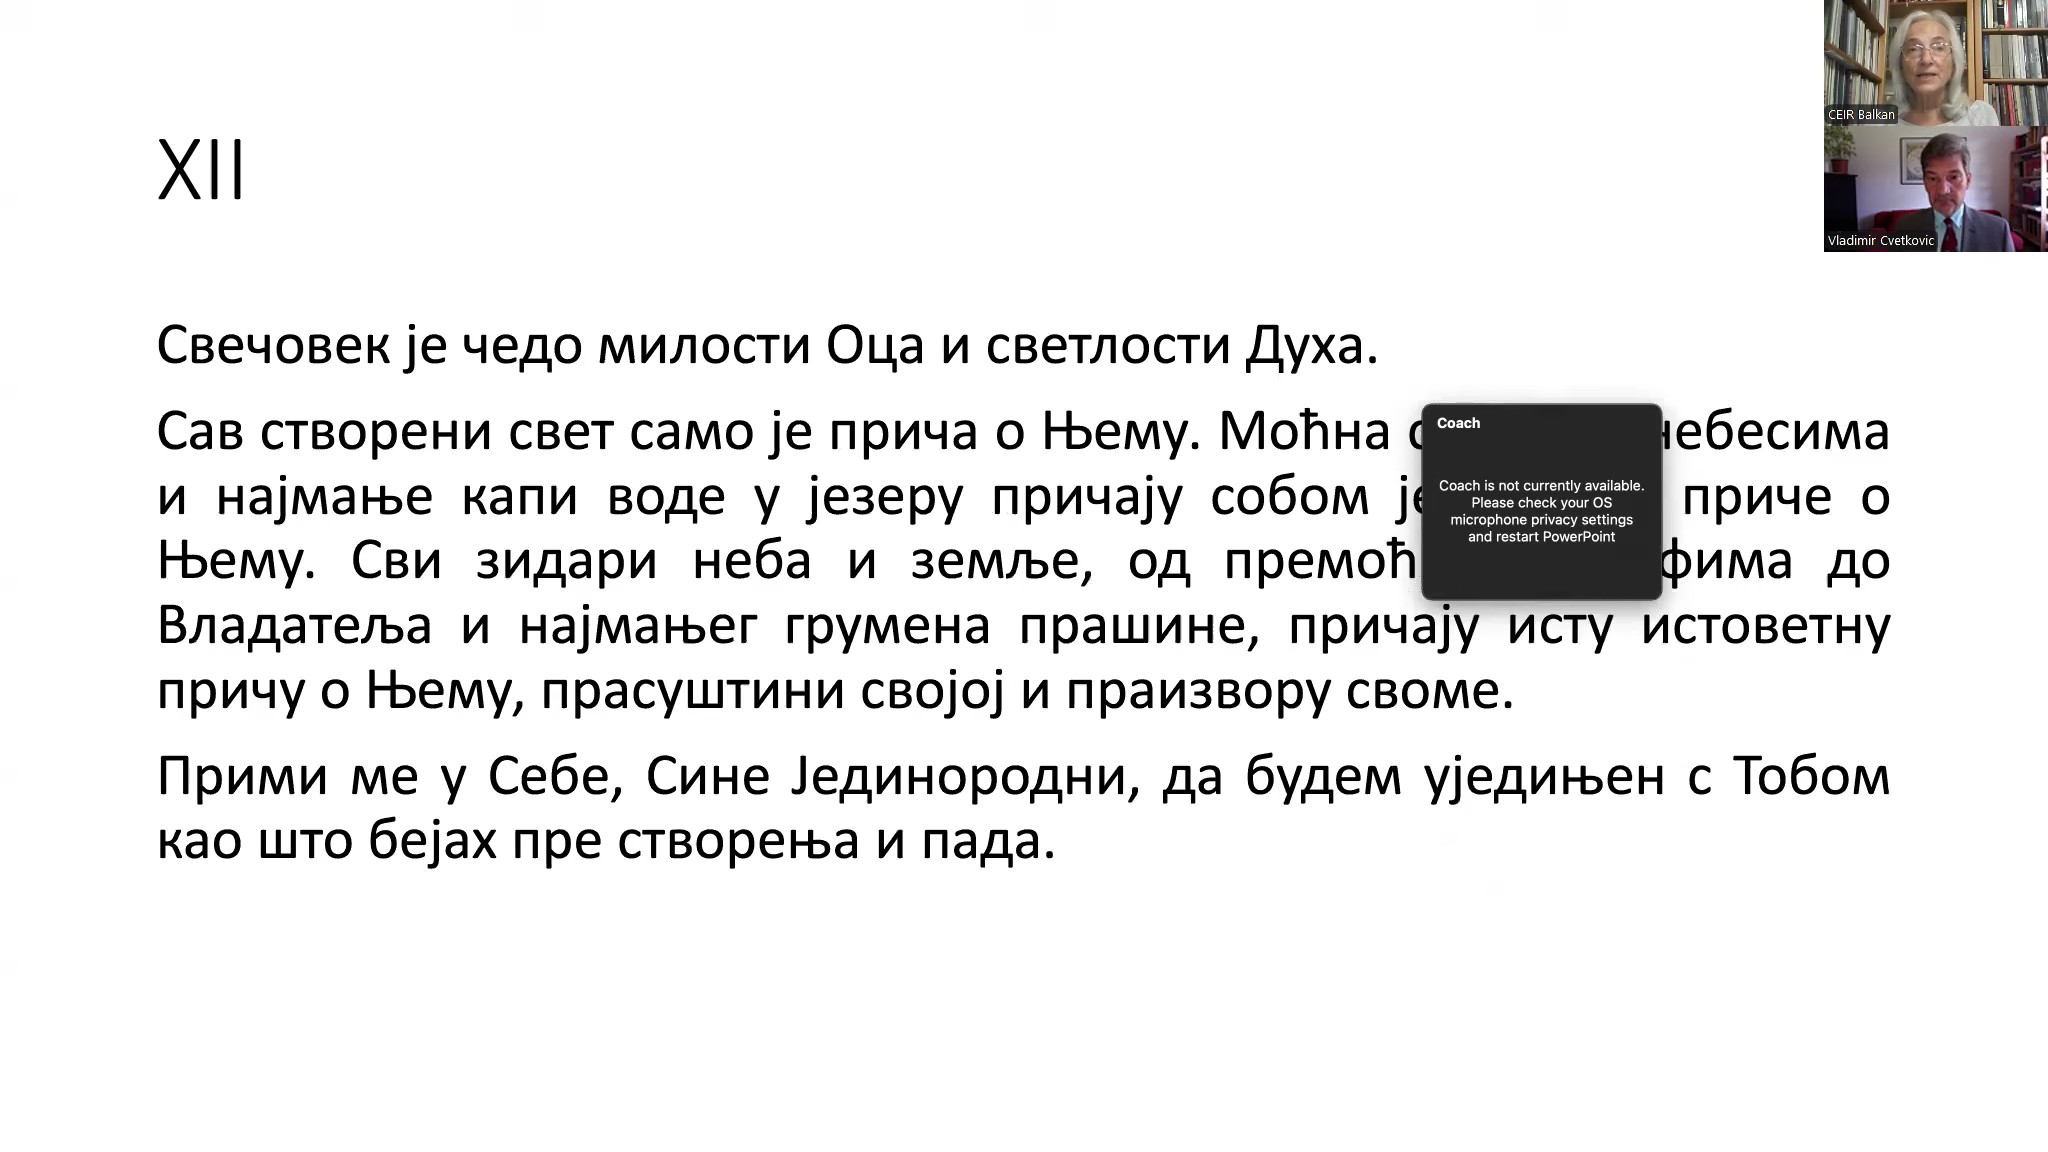 XII
Свечовек је чедо милости Оца и светлости Духа.
Сав створени свет само је прича о Њему. Моћна небесима
и најмање капи воде у језеру причају собом приче о
Њему. Сви зидари неба и земље, од до
Владатеља и најмањег грумена прашине, причају исту истоветну
причу о Њему, прасуштини својој и праизвору своме.
Прими ме у Себе, Сине Јединородни, да будем уједињен с Тобом
као што бејах пре створења и пада.
Coach
Coach is not currently available.
Please check your OS
microphone privacy settings
and restart PowerPoint
CEIR Balkan
Vladimir Cvetkovic